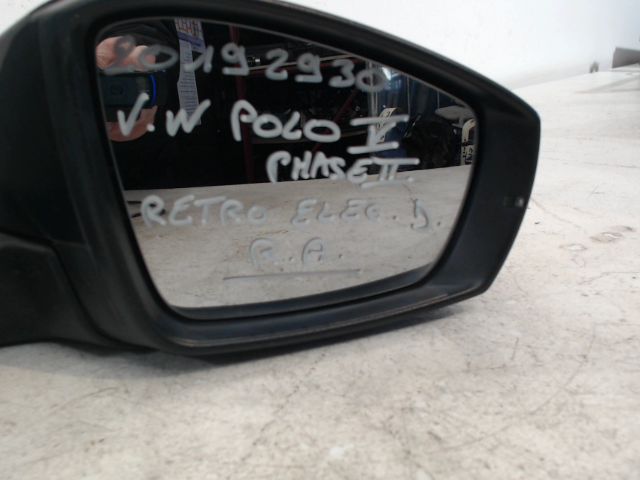 20192930
V.W POLO V
PHASE II.
RETRO ELEC. D.
G.A.